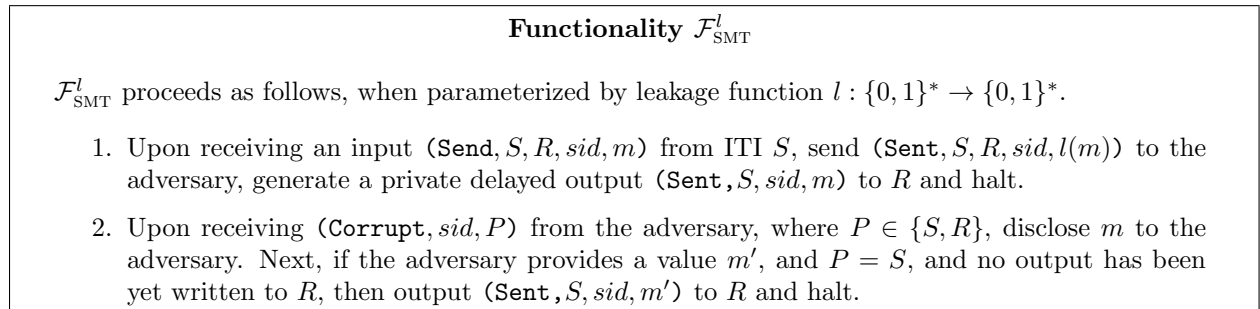 Functionality $\mathcal{F}_{\text{SMT}}^{l}$
$\mathcal{F}_{\text{SMT}}^{l}$ proceeds as follows, when parameterized by leakage function $l : \{0,1\}^* \to \{0,1\}^*$.
1. Upon receiving an input (Send, $S, R, sid, m$) from ITI $S$, send (Sent, $S, R, sid, l(m)$) to the
adversary, generate a private delayed output (Sent, $S, sid, m$) to $R$ and halt.
2. Upon receiving (Corrupt, $sid, P$) from the adversary, where $P \in \{S, R\}$, disclose $m$ to the
adversary. Next, if the adversary provides a value $m'$, and $P = S$, and no output has been
yet written to $R$, then output (Sent, $S, sid, m'$) to $R$ and halt.